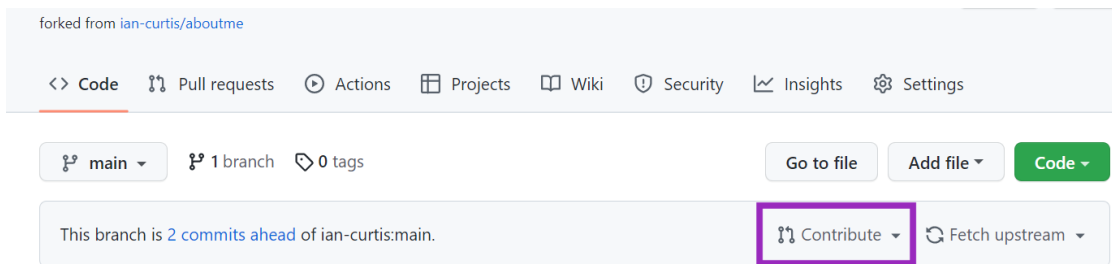 forked from ian-curtis/aboutme
<> Code Pull requests Actions Projects Wiki Security Insights Settings
main 1 branch 0 tags Go to file Add file Code
This branch is 2 commits ahead of ian-curtis:main. Contribute Fetch upstream